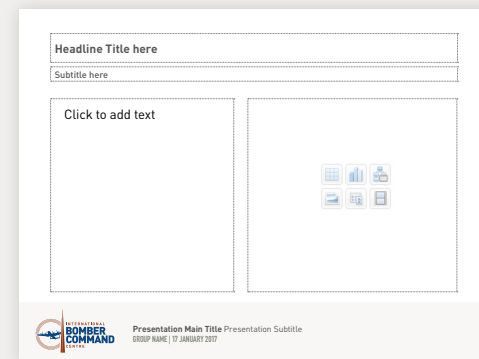 Headline Title here
Subtitle here
Click to add text
INTERNATIONAL
BOMBER
COMMAND
CENTRE
Presentation Main Title Presentation Subtitle
GROUP NAME | 17 JANUARY 2017